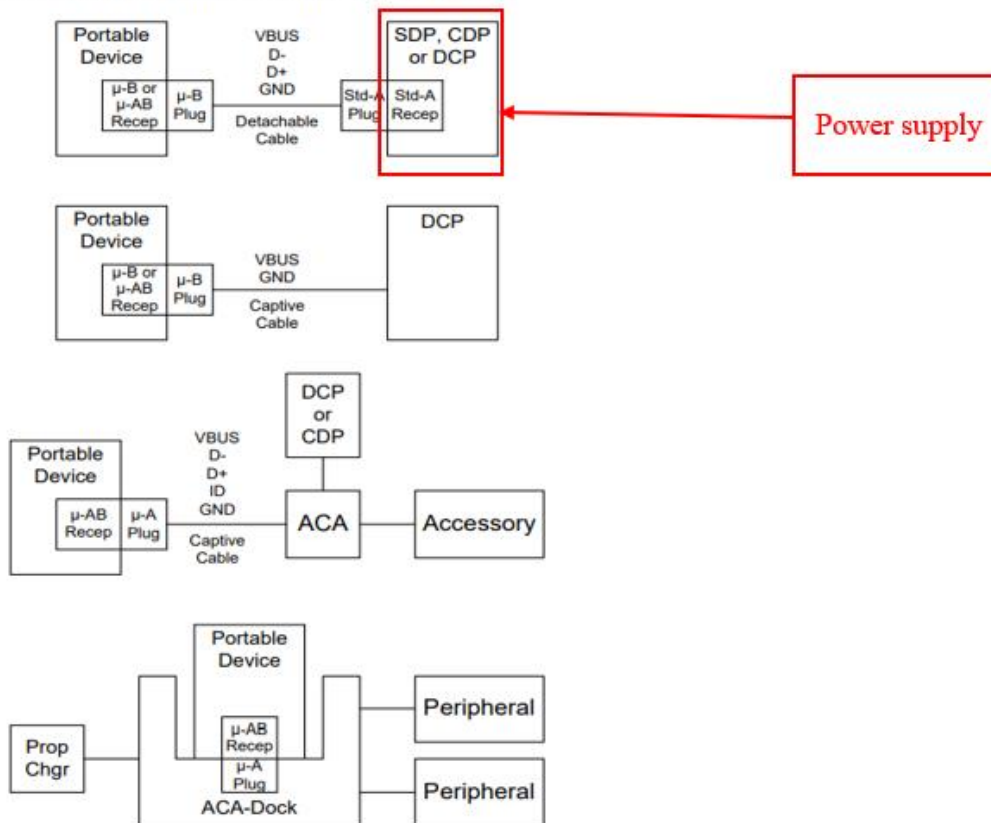 Portable
Device
μ-B or
μ-AB
Recep
μ-B
Plug
VBUS
D-
D+
GND
Detachable
Cable
Std-A
Plug
SDP, CDP
or DCP
Std-A
Recep
Power supply
Portable
Device
μ-B or
μ-AB
Recep
μ-B
Plug
VBUS
GND
Captive
Cable
DCP
Portable
Device
μ-AB
Recep
μ-A
Plug
VBUS
D-
D+
ID
GND
Captive
Cable
DCP
or
CDP
ACA
Accessory
Prop
Chgr
Portable
Device
μ-AB
Recep
μ-A
Plug
ACA-Dock
Peripheral
Peripheral